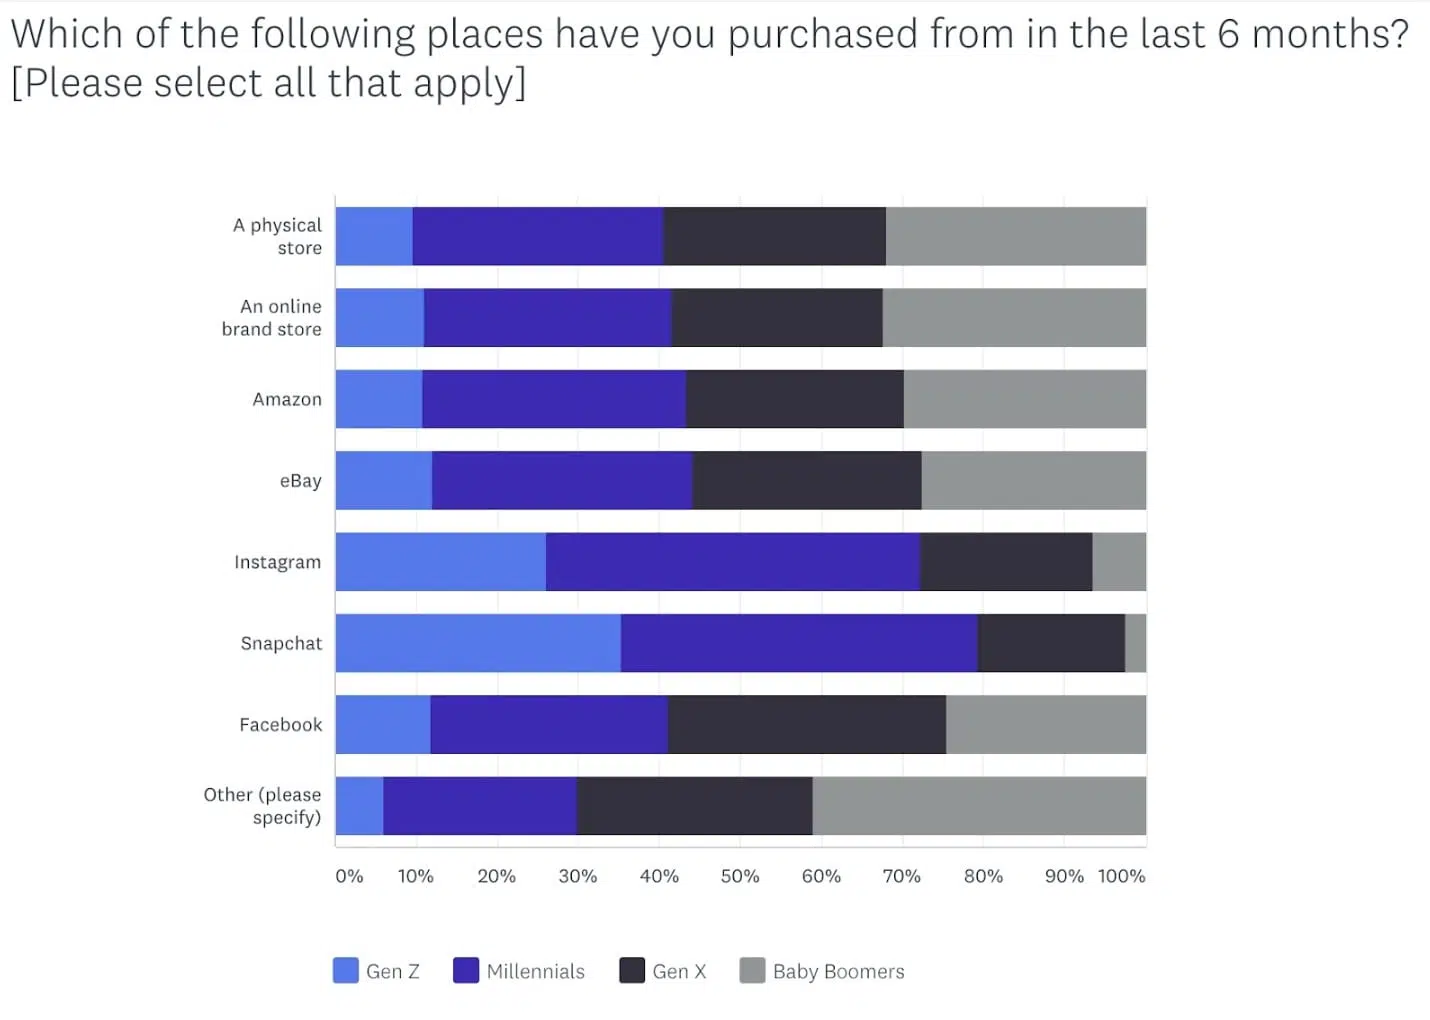 Which of the following places have you purchased from in the last 6 months?
[Please select all that apply]
A physical
store
An online
brand store
Amazon
eBay
Instagram
Snapchat
Facebook
Other (please
specify)
0% 10% 20% 30% 40% 50% 60% 70% 80% 90% 100%
Gen Z Millennials Gen X Baby Boomers